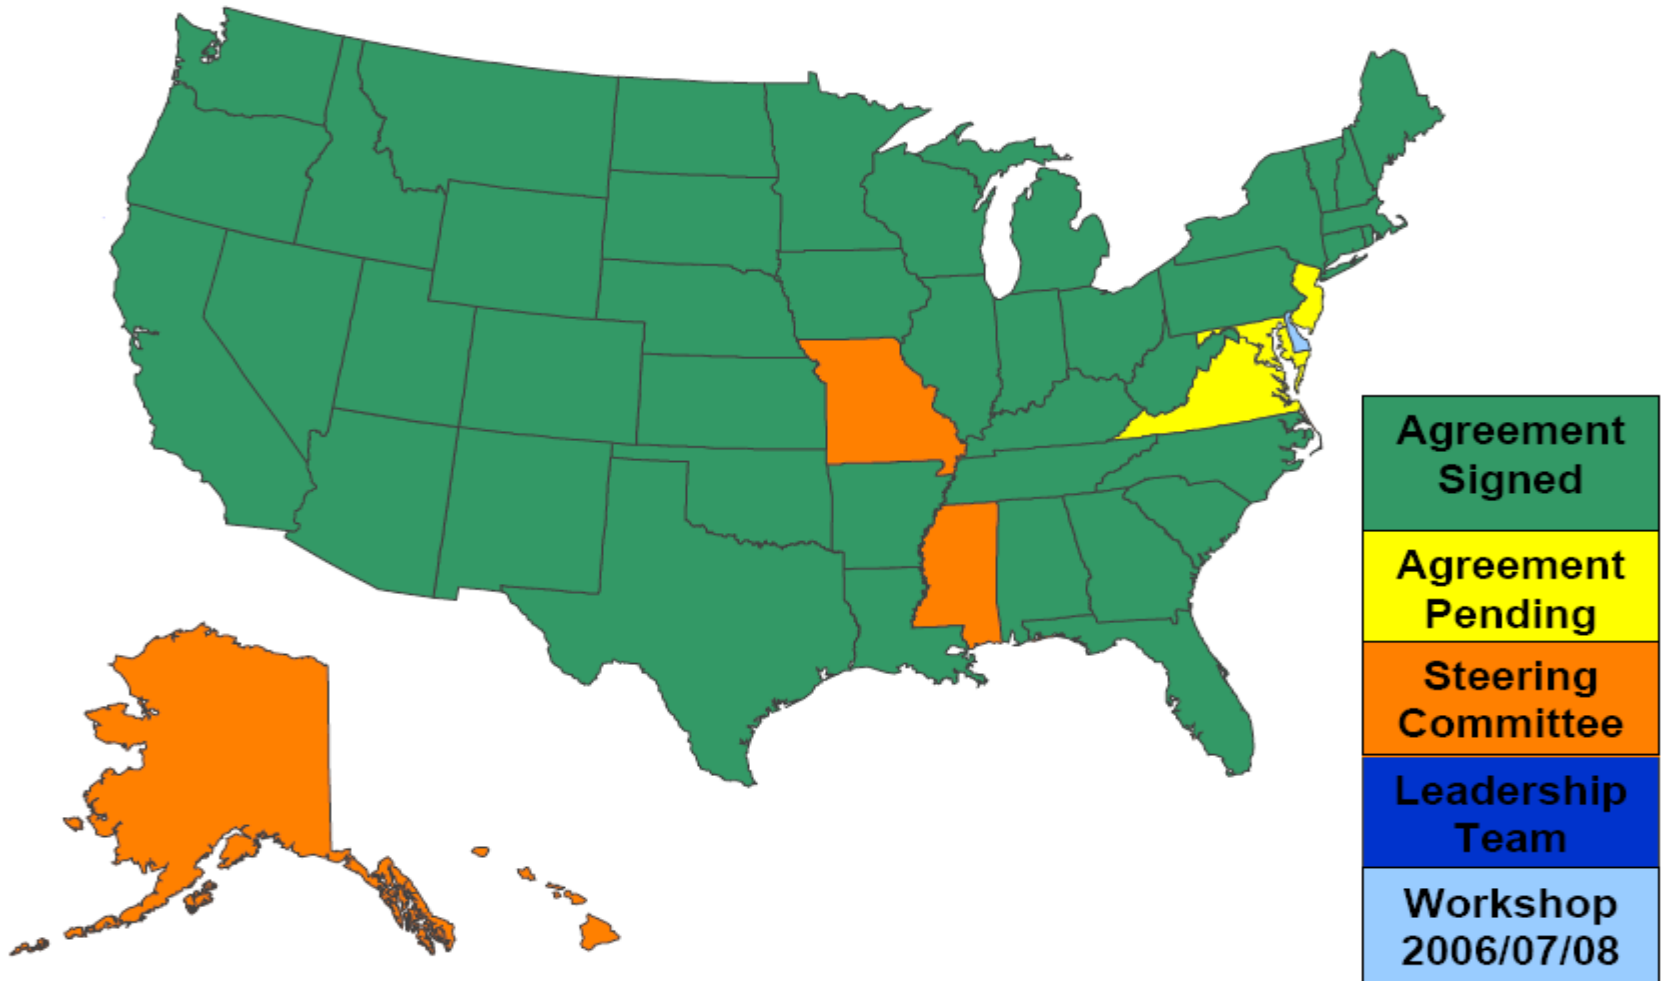 Agreement
Signed
Agreement
Pending
Steering
Committee
Leadership
Team
Workshop
2006/07/08